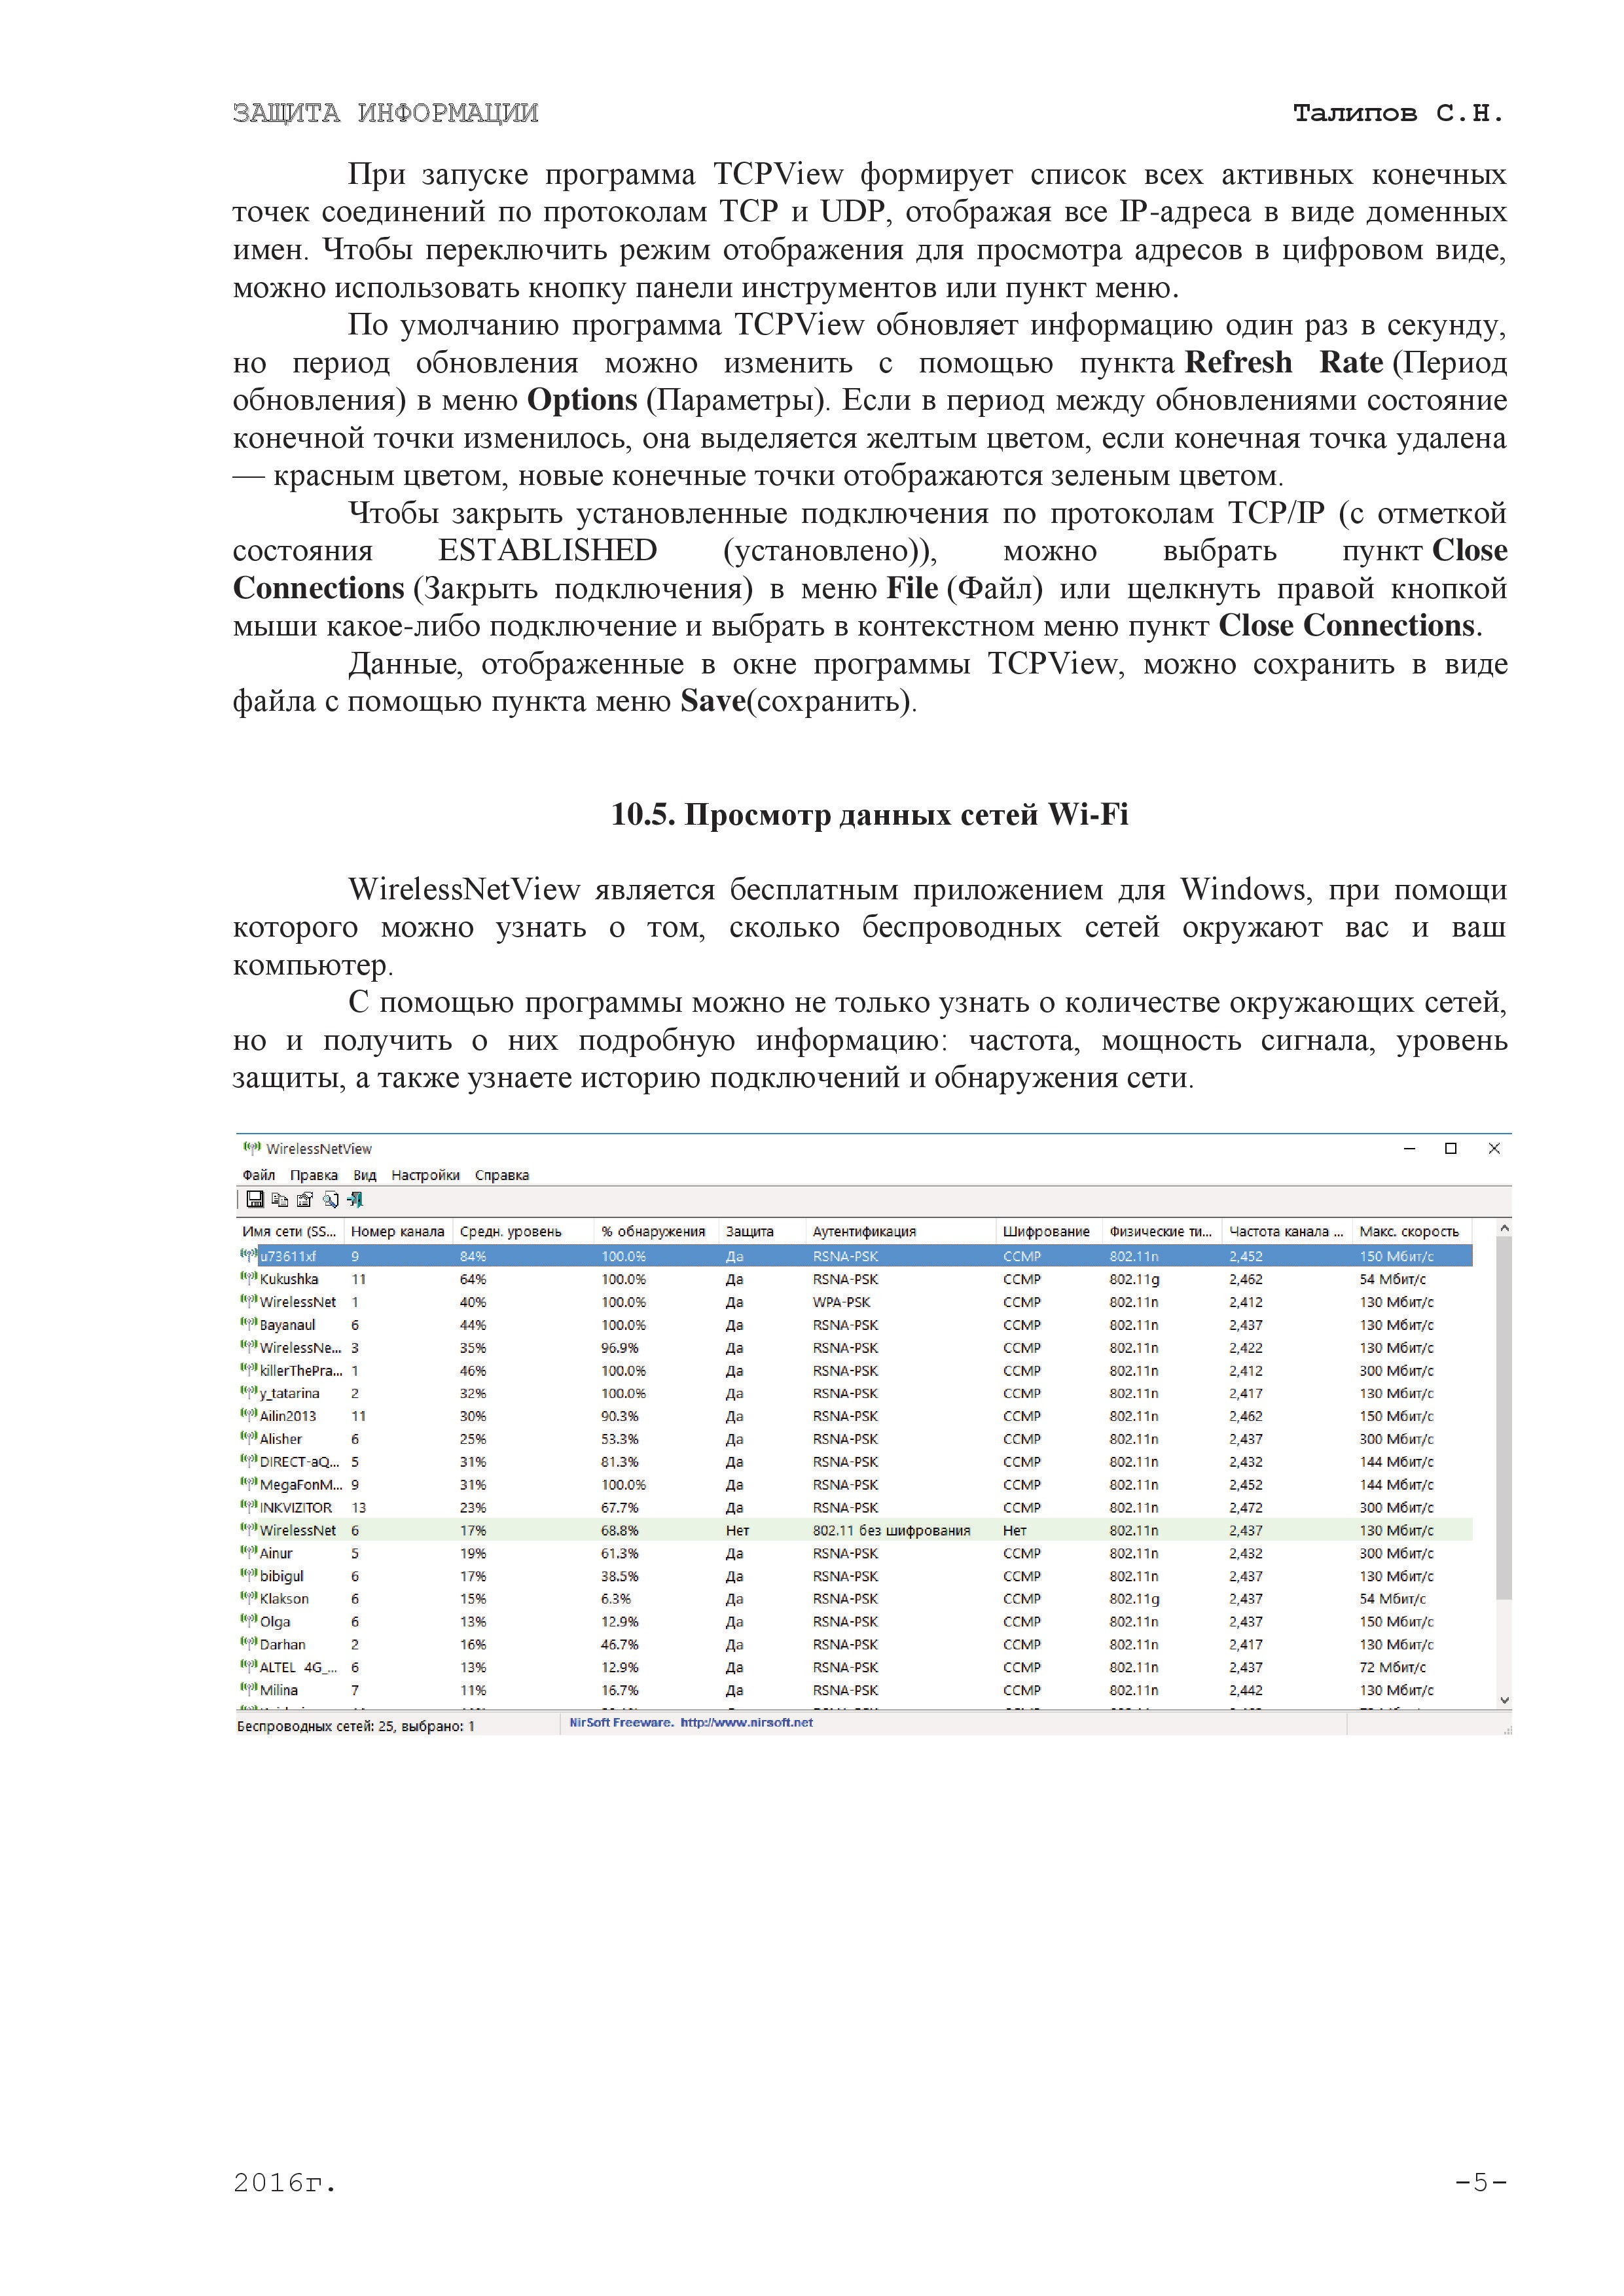 ЗАЩИТА ИНФОРМАЦИИ Талипов С.Н.
При запуске программа TCPView формирует список всех активных конечных
точек соединений по протоколам TCP и UDP, отображая все IP-адреса в виде доменных
имен. Чтобы переключить режим отображения для просмотра адресов в цифровом виде,
можно использовать кнопку панели инструментов или пункт меню.
По умолчанию программа TCPView обновляет информацию один раз в секунду,
но период обновления можно изменить с помощью пункта Refresh Rate (Период
обновления) в меню Options (Параметры). Если в период между обновлениями состояние
конечной точки изменилось, она выделяется желтым цветом, если конечная точка удалена
— красным цветом, новые конечные точки отображаются зеленым цветом.
Чтобы закрыть установленные подключения по протоколам TCP/IP (с отметкой
состояния ESTABLISHED (установлено)), можно выбрать пункт Close
Connections (Закрыть подключения) в меню File (Файл) или щелкнуть правой кнопкой
мыши какое-либо подключение и выбрать в контекстном меню пункт Close Connections.
Данные, отображенные в окне программы TCPView, можно сохранить в виде
файла с помощью пункта меню Save(сохранить).
10.5. Просмотр данных сетей Wi-Fi
WirelessNetView является бесплатным приложением для Windows, при помощи
которого можно узнать о том, сколько беспроводных сетей окружают вас и ваш
компьютер.
С помощью программы можно не только узнать о количестве окружающих сетей,
но и получить о них подробную информацию: частота, мощность сигнала, уровень
защиты, а также узнаете историю подключений и обнаружения сети.
WirelessNetView
Файл Правка Вид Настройки Справка
Имя сети (SS... Номер канала Средн. уровень % обнаружения Защита Аутентификация Шифрование Физические ти... Частота канала ... Макс. скорость
u73611xf 9 84% 100.0% Да RSNA-PSK CCMP 802.11n 2,452 150 Мбит/с
Kukushka 11 64% 100.0% Да RSNA-PSK CCMP 802.11g 2,462 54 Мбит/с
WirelessNet 1 40% 100.0% Да WPA-PSK CCMP 802.11n 2,412 130 Мбит/с
Bayanaul 6 44% 100.0% Да RSNA-PSK CCMP 802.11n 2,437 130 Мбит/с
WirelessNe... 3 35% 96.9% Да RSNA-PSK CCMP 802.11n 2,422 130 Мбит/с
killerThePra... 1 46% 100.0% Да RSNA-PSK CCMP 802.11n 2,412 300 Мбит/с
y_tatarina 2 32% 100.0% Да RSNA-PSK CCMP 802.11n 2,417 130 Мбит/с
Ailin2013 11 30% 90.3% Да RSNA-PSK CCMP 802.11n 2,462 150 Мбит/с
Alisher 6 25% 53.3% Да RSNA-PSK CCMP 802.11n 2,437 300 Мбит/с
DIRECT-aQ... 5 31% 81.3% Да RSNA-PSK CCMP 802.11n 2,432 144 Мбит/с
MegaFonM... 9 31% 100.0% Да RSNA-PSK CCMP 802.11n 2,452 144 Мбит/с
INKVIZITOR 13 23% 67.7% Да RSNA-PSK CCMP 802.11n 2,472 300 Мбит/с
WirelessNet 6 17% 68.8% Нет 802.11 без шифрования Нет 802.11n 2,437 130 Мбит/с
Ainur 5 19% 61.3% Да RSNA-PSK CCMP 802.11n 2,432 300 Мбит/с
bibigul 6 17% 38.5% Да RSNA-PSK CCMP 802.11n 2,437 130 Мбит/с
Klakson 6 15% 6.3% Да RSNA-PSK CCMP 802.11g 2,437 54 Мбит/с
Olga 6 13% 12.9% Да RSNA-PSK CCMP 802.11n 2,437 150 Мбит/с
Darhan 2 16% 46.7% Да RSNA-PSK CCMP 802.11n 2,417 130 Мбит/с
ALTEL 4G_... 6 13% 12.9% Да RSNA-PSK CCMP 802.11n 2,437 72 Мбит/с
Milina 7 11% 16.7% Да RSNA-PSK CCMP 802.11n 2,442 130 Мбит/с
Беспроводных сетей: 25, выбрано: 1 NirSoft Freeware. http://www.nirsoft.net
2016г. -5-